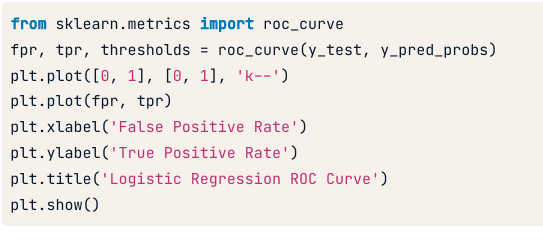 from sklearn.metrics import roc_curve
fpr, tpr, thresholds = roc_curve(y_test, y_pred_probs)
plt.plot([0, 1], [0, 1], 'k--')
plt.plot(fpr, tpr)
plt.xlabel('False Positive Rate')
plt.ylabel('True Positive Rate')
plt.title('Logistic Regression ROC Curve')
plt.show()